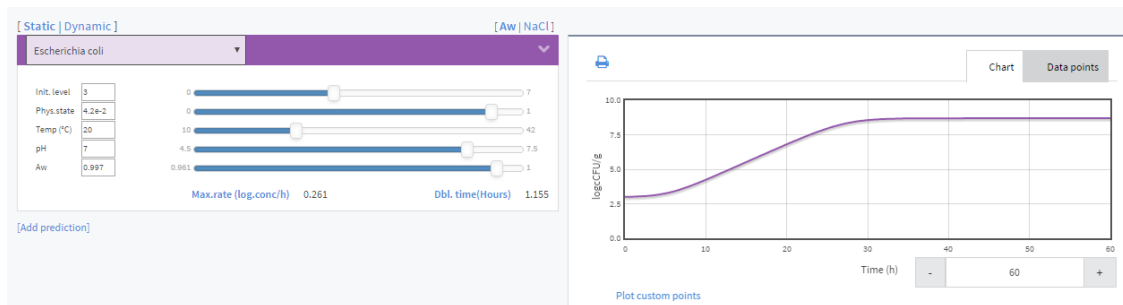 [ Static | Dynamic ]
[ Aw | NaCl ]
Escherichia coli
Init. level 3 0 7
Phys.state 4.2e-2 0 1
Temp (°C) 20 10 42
pH 7 4.5 7.5
Aw 0.997 0.961 1
Max.rate (log.conc/h) 0.261 Dbl. time(Hours) 1.155
[Add prediction]
Chart Data points
10.0
7.5
5.0
2.5
0.0
logcCFU/g
0 10 20 30 40 50 60
Time (h) - 60 +
Plot custom points